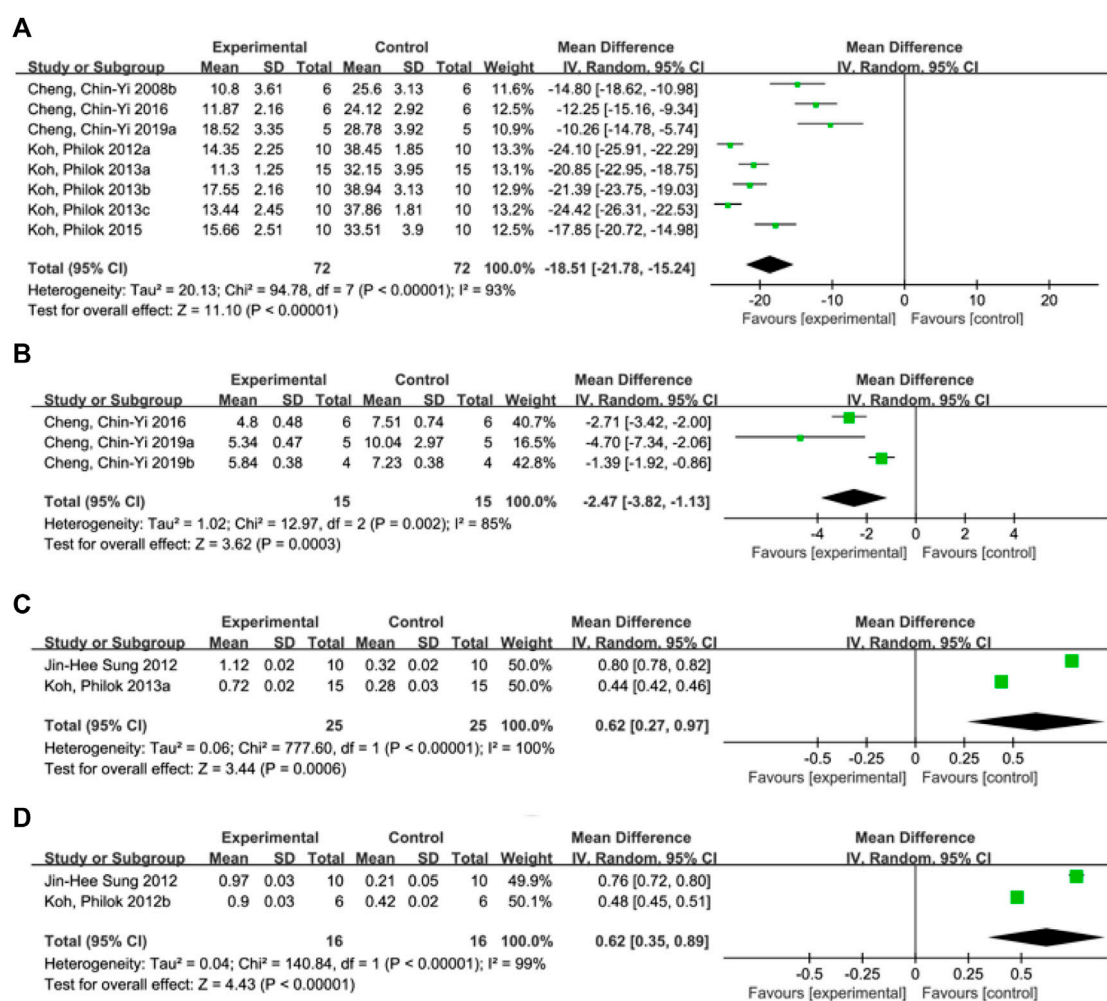 A
Experimental Control Mean Difference Mean Difference
Study or Subgroup Mean SD Total Mean SD Total Weight IV, Random, 95% CI IV, Random, 95% CI
Cheng, Chin-Yi 2008b 10.8 3.61 6 25.6 3.13 6 11.6% -14.80 [-18.62, -10.98]
Cheng, Chin-Yi 2016 11.87 2.16 6 24.12 2.92 6 12.5% -12.25 [-15.16, -9.34]
Cheng, Chin-Yi 2019a 18.52 3.35 5 28.78 3.92 5 10.9% -10.26 [-14.78, -5.74]
Koh, Philok 2012a 14.35 2.25 10 38.45 1.85 10 13.3% -24.10 [-25.91, -22.29]
Koh, Philok 2013a 11.3 1.25 15 32.15 3.95 15 13.1% -20.85 [-22.95, -18.75]
Koh, Philok 2013b 17.55 2.16 10 38.94 3.13 10 12.9% -21.39 [-23.75, -19.03]
Koh, Philok 2013c 13.44 2.45 10 37.86 1.81 10 13.2% -24.42 [-26.31, -22.53]
Koh, Philok 2015 15.66 2.51 10 33.51 3.9 10 12.5% -17.85 [-20.72, -14.98]
Total (95% CI) 72 72 100.0% -18.51 [-21.78, -15.24]
Heterogeneity: Tau² = 20.13; Chi² = 94.78, df = 7 (P < 0.00001); I² = 93%
Test for overall effect: Z = 11.10 (P < 0.00001)
-20 -10 0 10 20
Favours [experimental] Favours [control]
B
Experimental Control Mean Difference Mean Difference
Study or Subgroup Mean SD Total Mean SD Total Weight IV, Random, 95% CI IV, Random, 95% CI
Cheng, Chin-Yi 2016 4.8 0.48 6 7.51 0.74 6 40.7% -2.71 [-3.42, -2.00]
Cheng, Chin-Yi 2019a 5.34 0.47 5 10.04 2.97 5 16.5% -4.70 [-7.34, -2.06]
Cheng, Chin-Yi 2019b 5.84 0.38 4 7.23 0.38 4 42.8% -1.39 [-1.92, -0.86]
Total (95% CI) 15 15 100.0% -2.47 [-3.82, -1.13]
Heterogeneity: Tau² = 1.02; Chi² = 12.97, df = 2 (P = 0.002); I² = 85%
Test for overall effect: Z = 3.62 (P = 0.0003)
-4 -2 0 2 4
Favours [experimental] Favours [control]
C
Experimental Control Mean Difference Mean Difference
Study or Subgroup Mean SD Total Mean SD Total Weight IV, Random, 95% CI IV, Random, 95% CI
Jin-Hee Sung 2012 1.12 0.02 10 0.32 0.02 10 50.0% 0.80 [0.78, 0.82]
Koh, Philok 2013a 0.72 0.02 15 0.28 0.03 15 50.0% 0.44 [0.42, 0.46]
Total (95% CI) 25 25 100.0% 0.62 [0.27, 0.97]
Heterogeneity: Tau² = 0.06; Chi² = 777.60, df = 1 (P < 0.00001); I² = 100%
Test for overall effect: Z = 3.44 (P = 0.0006)
-0.5 -0.25 0 0.25 0.5
Favours [experimental] Favours [control]
D
Experimental Control Mean Difference Mean Difference
Study or Subgroup Mean SD Total Mean SD Total Weight IV, Random, 95% CI IV, Random, 95% CI
Jin-Hee Sung 2012 0.97 0.03 10 0.21 0.05 10 49.9% 0.76 [0.72, 0.80]
Koh, Philok 2012b 0.9 0.03 6 0.42 0.02 6 50.1% 0.48 [0.45, 0.51]
Total (95% CI) 16 16 100.0% 0.62 [0.35, 0.89]
Heterogeneity: Tau² = 0.04; Chi² = 140.84, df = 1 (P < 0.00001); I² = 99%
Test for overall effect: Z = 4.43 (P < 0.00001)
-0.5 -0.25 0 0.25 0.5
Favours [experimental] Favours [control]